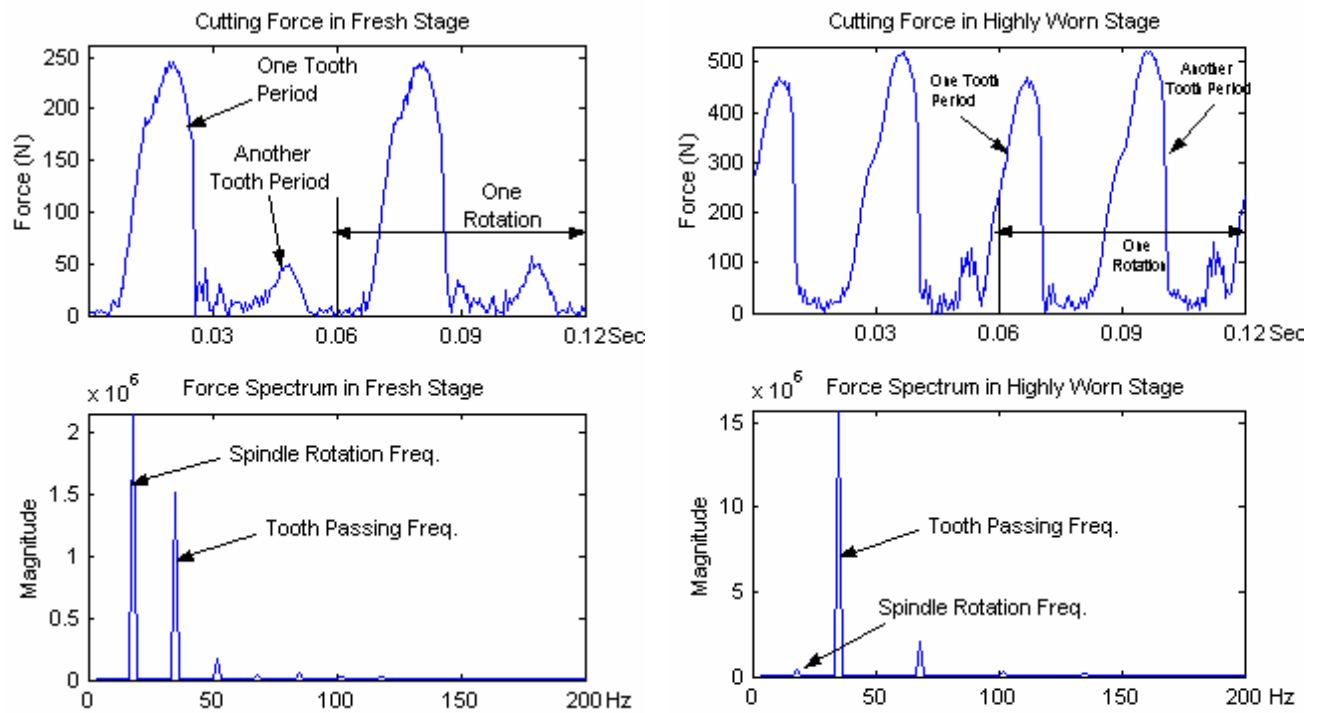 Cutting Force in Fresh Stage
250
200
150
100
50
0
Force (N)
One Tooth
Period
Another
Tooth Period
One
Rotation
0.03
0.06
0.09
0.12Sec
Cutting Force in Highly Worn Stage
500
400
300
200
100
0
Force (N)
One Tooth
Period
Another
Tooth Period
One
Rotation
0.03
0.06
0.09
0.12Sec
x 10^6
Force Spectrum in Fresh Stage
2
1.5
1
0.5
0
Magnitude
Spindle Rotation Freq.
Tooth Passing Freq.
0
50
100
150
200 Hz
x 10^6
Force Spectrum in Highly Worn Stage
15
10
5
0
Magnitude
Tooth Passing Freq.
Spindle Rotation Freq.
0
50
100
150
200 Hz